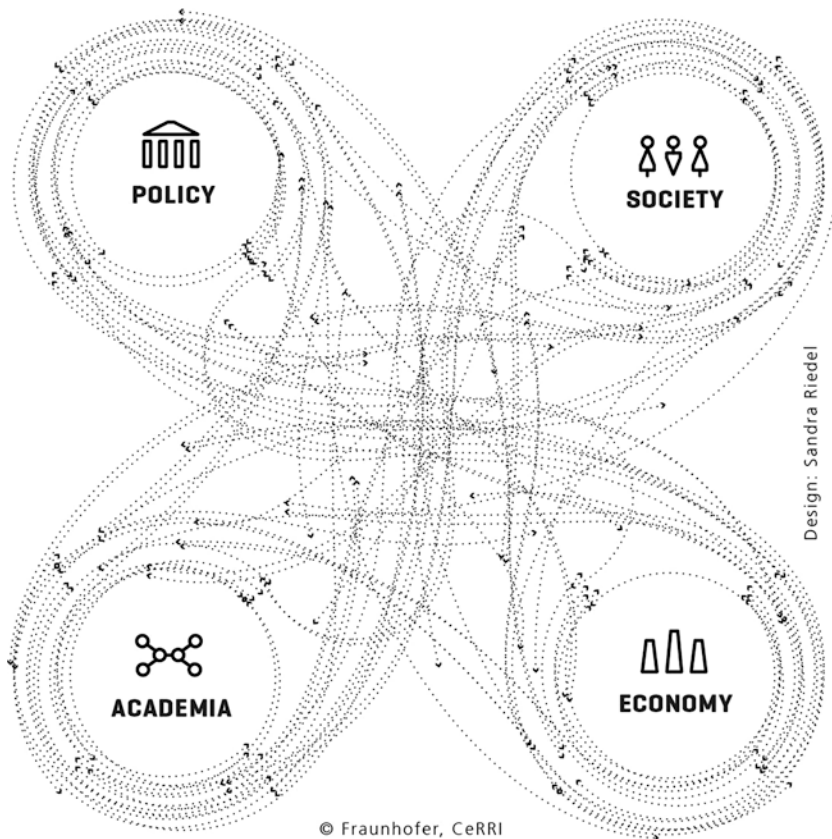 POLICY
SOCIETY
Design: Sandra Riedel
ACADEMIA
ECONOMY
© Fraunhofer, CeRRI